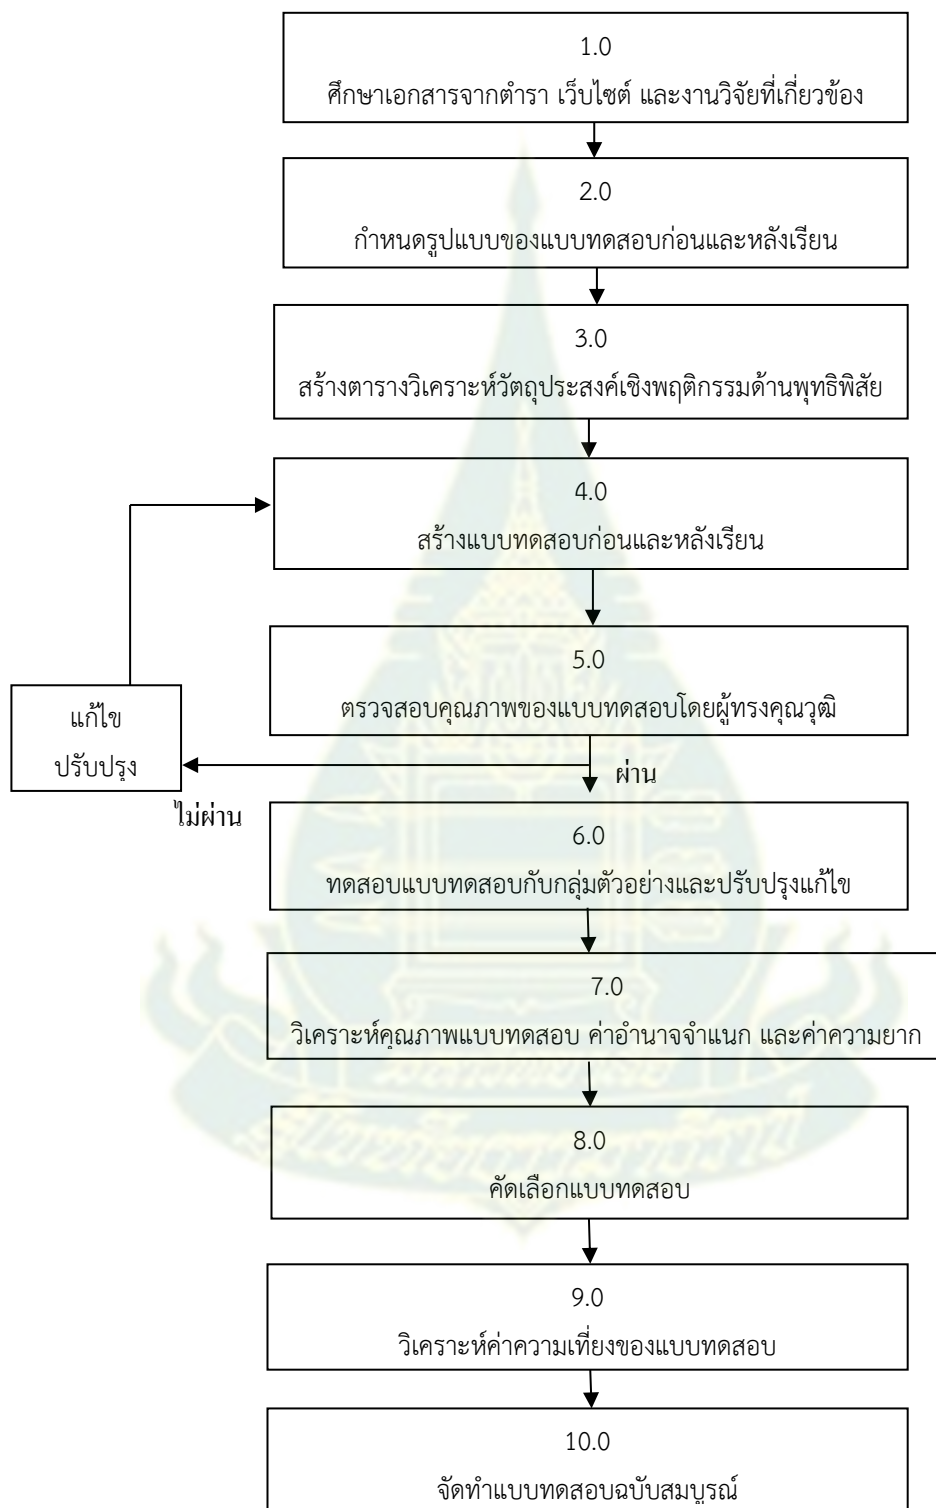 1.0
ศึกษาเอกสารจากตำรา เว็บไซต์ และงานวิจัยที่เกี่ยวข้อง
2.0
กำหนดรูปแบบของแบบทดสอบก่อนและหลังเรียน
3.0
สร้างตารางวิเคราะห์วัตถุประสงค์เชิงพฤติกรรมด้านพุทธิพิสัย
4.0
สร้างแบบทดสอบก่อนและหลังเรียน
5.0
ตรวจสอบคุณภาพของแบบทดสอบโดยผู้ทรงคุณวุฒิ
แก้ไข
ปรับปรุง
ผ่าน
ไม่ผ่าน
6.0
ทดสอบแบบทดสอบกับกลุ่มตัวอย่างและปรับปรุงแก้ไข
7.0
วิเคราะห์คุณภาพแบบทดสอบ ค่าอำนาจจำแนก และค่าความยาก
8.0
คัดเลือกแบบทดสอบ
9.0
วิเคราะห์ค่าความเที่ยงของแบบทดสอบ
10.0
จัดทำแบบทดสอบฉบับสมบูรณ์